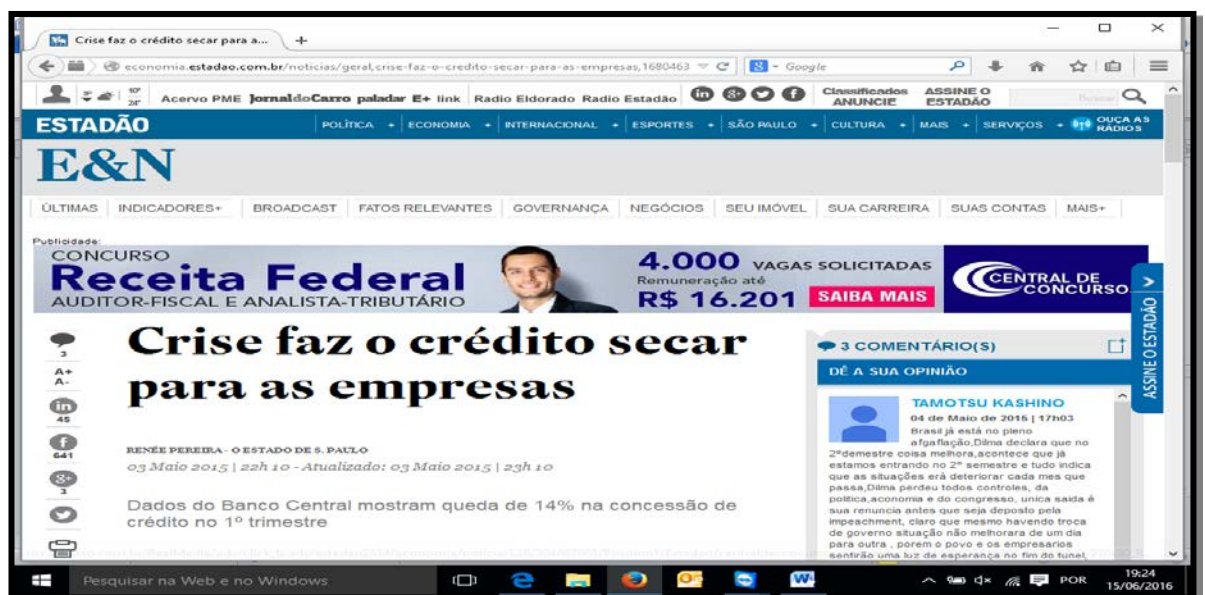 Crise faz o crédito secar para a...
economia.estadao.com.br/noticias/geral,crise-faz-o-credito-secar-para-as-empresas,1680463
Google
Acervo PME JornaldoCarro paladar E+ link Radio Eldorado Radio Estadão
Classificados
ANUNCIE
ASSINE O
ESTADÃO
ESTADÃO
POLÍTICA + ECONOMIA + INTERNACIONAL + ESPORTES + SÃO PAULO + CULTURA + MAIS + SERVIÇOS +
OUÇA AS
RÁDIOS
E&N
ÚLTIMAS INDICADORES+ BROADCAST FATOS RELEVANTES GOVERNANÇA NEGÓCIOS SEU IMÓVEL SUA CARREIRA SUAS CONTAS MAIS+
Publicidade:
CONCURSO
Receita Federal
AUDITOR-FISCAL E ANALISTA-TRIBUTÁRIO
4.000 VAGAS SOLICITADAS
Remuneração até
R$ 16.201
SAIBA MAIS
CENTRAL DE
CONCURSO
ASSINE O ESTADÃO
3
A+
A-
45
641
3
Crise faz o crédito secar
para as empresas
RENÉE PEREIRA - O ESTADO DE S. PAULO
03 Maio 2015 | 22h 10 - Atualizado: 03 Maio 2015 | 23h 10
Dados do Banco Central mostram queda de 14% na concessão de
crédito no 1º trimestre
3 COMENTÁRIO(S)
DÊ A SUA OPINIÃO
TAMOTSU KASHINO
04 de Maio de 2015 | 17h03
Brasil já está no pleno
afgaflação,Dilma declara que no
2ºdemestre coisa melhora,acontece que já
estamos entrando no 2º semestre e tudo indica
que as situações erá deteriorar cada mes que
passa,Dilma perdeu todos controles, da
politica,aconomia e do congresso, unica saida é
sua renuncia antes que seja deposto pela
impeachment, claro que mesmo havendo troca
de governo situação não melhorara de um dia
para outra , porem o povo e os empresarios
sentirão uma luz de esperança no fim do tunel,
Pesquisar na Web e no Windows
POR
19:24
15/06/2016